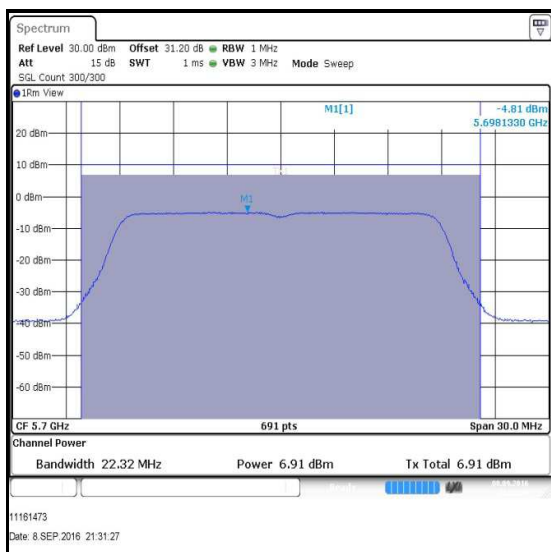 Spectrum
Ref Level 30.00 dBm Offset 31.20 dB RBW 1 MHz
Att 15 dB SWT 1 ms VBW 3 MHz Mode Sweep
SGL Count 300/300
1Rm View
M1[1] -4.81 dBm
5.6981330 GHz
20 dBm
10 dBm
0 dBm
M1
-10 dBm
-20 dBm
-30 dBm
-40 dBm
-50 dBm
-60 dBm
CF 5.7 GHz 691 pts Span 30.0 MHz
Channel Power
Bandwidth 22.32 MHz Power 6.91 dBm Tx Total 6.91 dBm
Ready 08.09.2016
11161473
Date: 8.SEP.2016 21:31:27